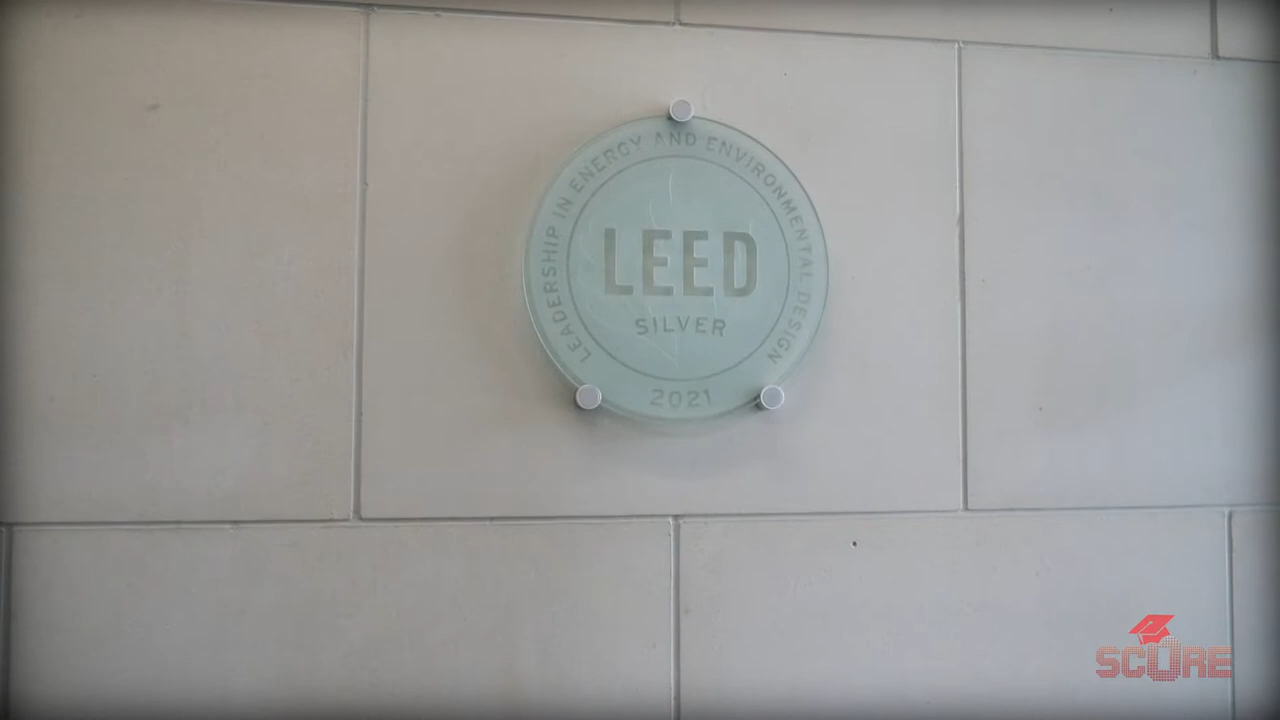 LEADERSHIP IN ENERGY AND ENVIRONMENTAL DESIGN
LEED
SILVER
2021
SCORE